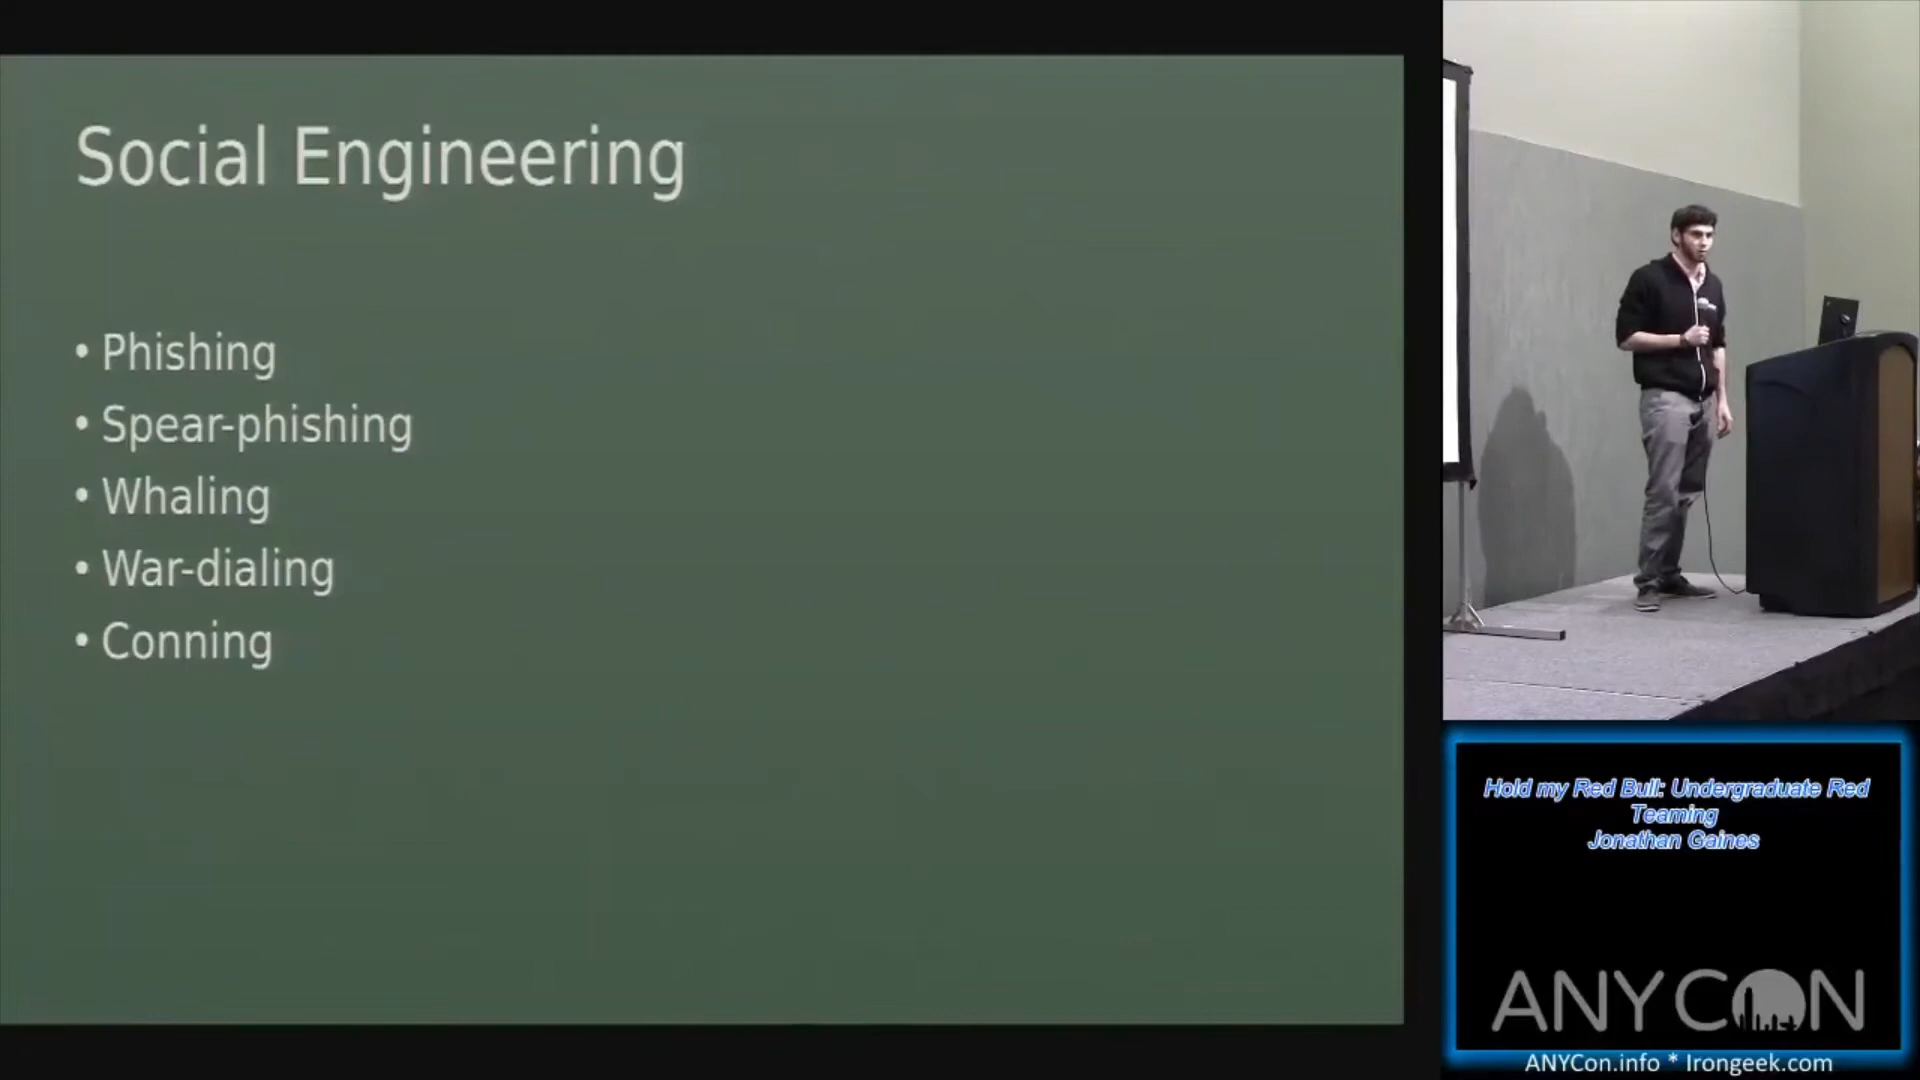 Social Engineering
• Phishing
• Spear-phishing
• Whaling
• War-dialing
• Conning
Hold my Red Bull: Undergraduate Red
Teaming
Jonathan Gaines
ANYCON
ANYCon.info * Irongeek.com